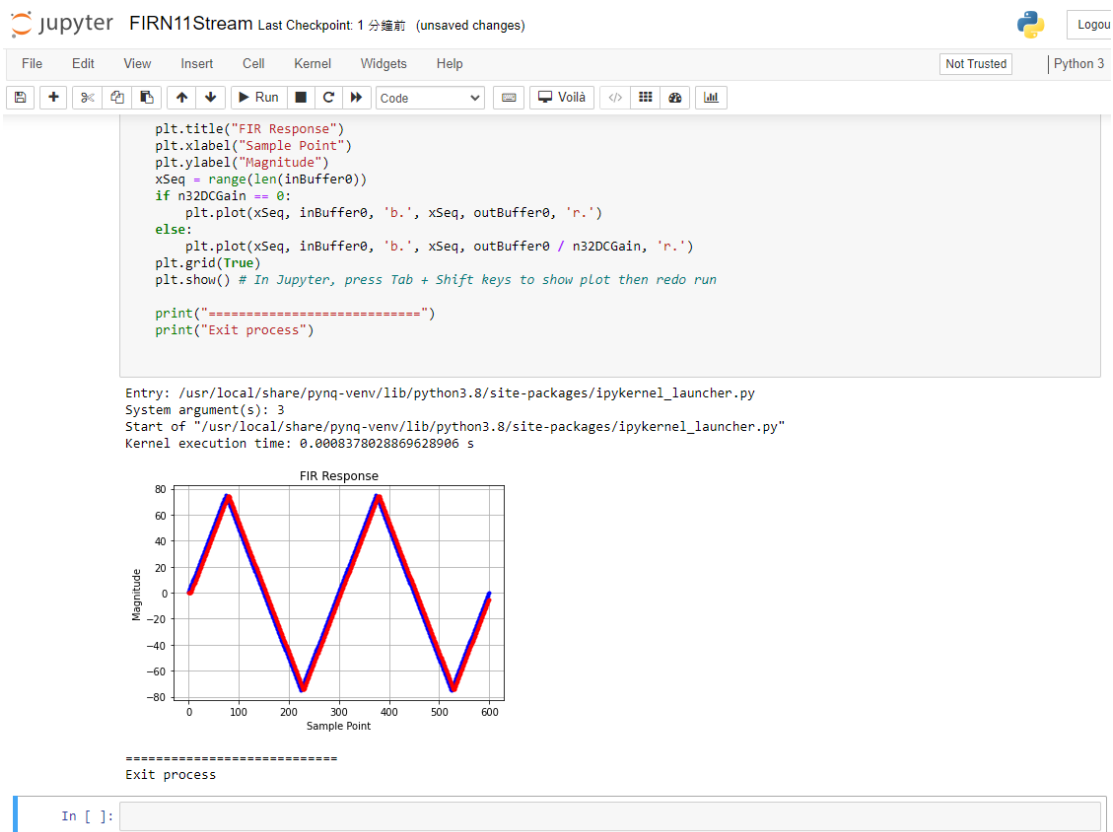 jupyter FIRN11Stream Last Checkpoint: 1 分鐘前 (unsaved changes)
Logou
File Edit View Insert Cell Kernel Widgets Help Not Trusted Python 3
Run Code Voilà </>
plt.title("FIR Response")
plt.xlabel("Sample Point")
plt.ylabel("Magnitude")
xSeq = range(len(inBuffer0))
if n32DCGain == 0:
    plt.plot(xSeq, inBuffer0, 'b.', xSeq, outBuffer0, 'r.')
else:
    plt.plot(xSeq, inBuffer0, 'b.', xSeq, outBuffer0 / n32DCGain, 'r.')
plt.grid(True)
plt.show() # In Jupyter, press Tab + Shift keys to show plot then redo run
print("============================")
print("Exit process")
Entry: /usr/local/share/pynq-venv/lib/python3.8/site-packages/ipykernel_launcher.py
System argument(s): 3
Start of "/usr/local/share/pynq-venv/lib/python3.8/site-packages/ipykernel_launcher.py"
Kernel execution time: 0.0008378028869628906 s
FIR Response
80
60
40
20
0
−20
−40
−60
−80
Magnitude
0 100 200 300 400 500 600
Sample Point
============================
Exit process
In [ ]: